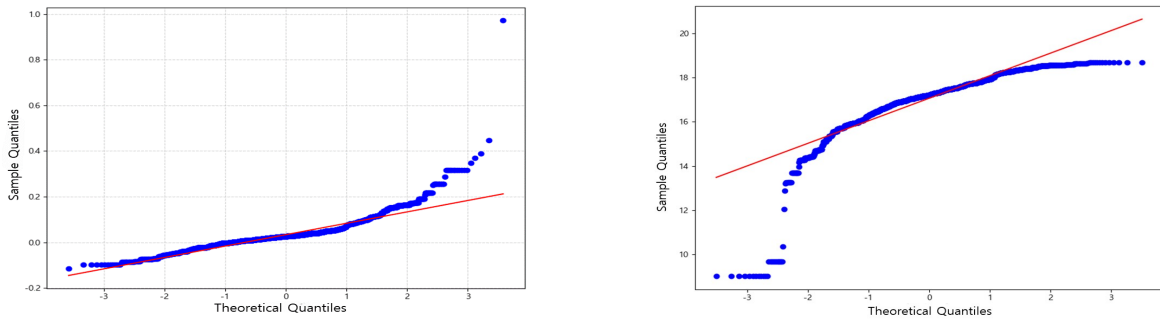 1.0
0.8
0.6
0.4
0.2
0.0
-0.2
Sample Quantiles
-3 -2 -1 0 1 2 3
Theoretical Quantiles
20
18
16
14
12
10
Sample Quantiles
-3 -2 -1 0 1 2 3
Theoretical Quantiles